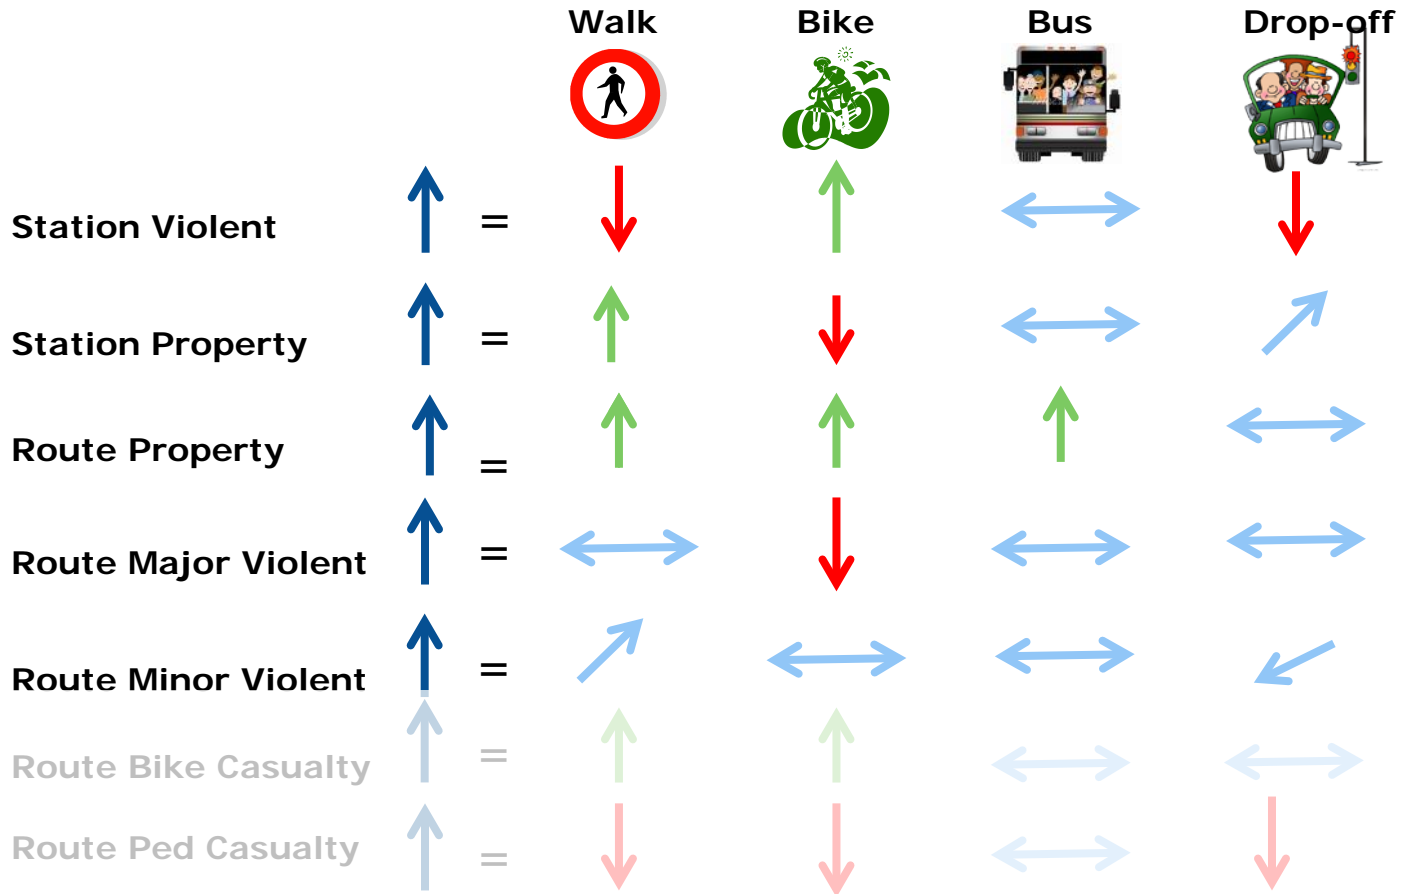 Walk Bike Bus Drop-off
Station Violent =
Station Property =
Route Property =
Route Major Violent =
Route Minor Violent =
Route Bike Casualty =
Route Ped Casualty =